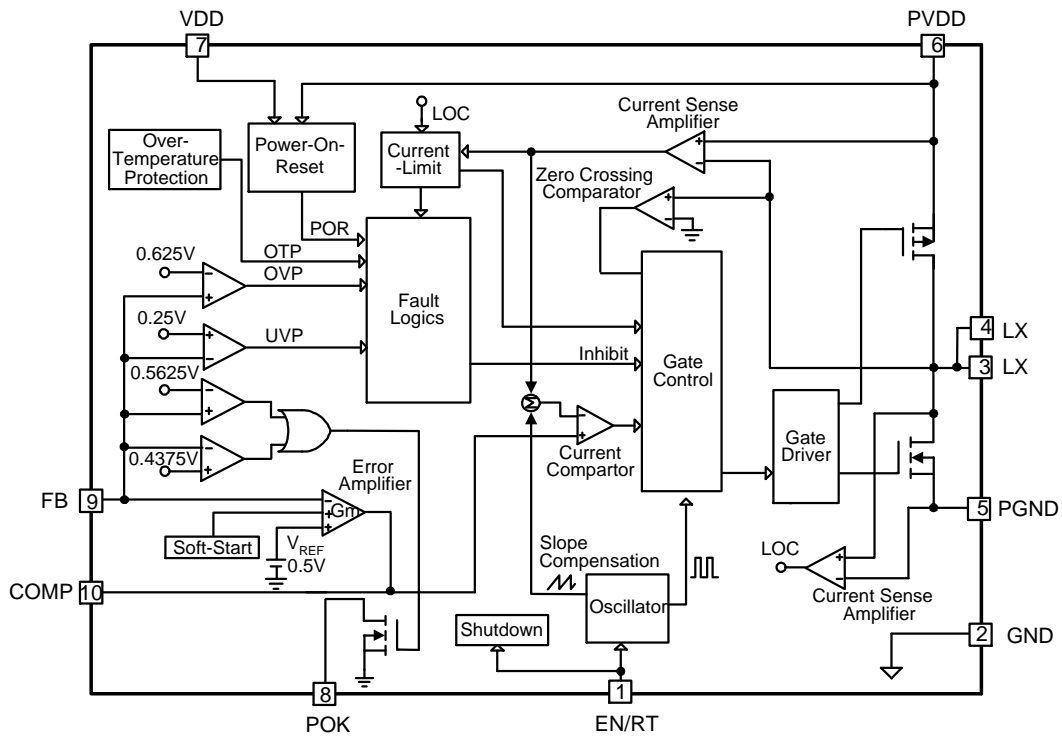 VDD
7
PVDD
6
Over-
Temperature
Protection
Power-On-
Reset
LOC
Current
-Limit
Current Sense
Amplifier
+
−
Zero Crossing
Comparator
+
−
POR
OTP
OVP
UVP
0.625V
−
+
0.25V
+
−
0.5625V
−
+
−
+
0.4375V
Fault
Logics
Inhibit
Gate
Control
Σ
−
+
Current
Compartor
Gate
Driver
4
LX
3
LX
5
PGND
FB
9
Error
Amplifier
−
+
+
Gm
Soft-Start
VREF
0.5V
COMP
10
Slope
Compensation
Oscillator
Shutdown
LOC
+
−
Current Sense
Amplifier
2
GND
8
POK
1
EN/RT